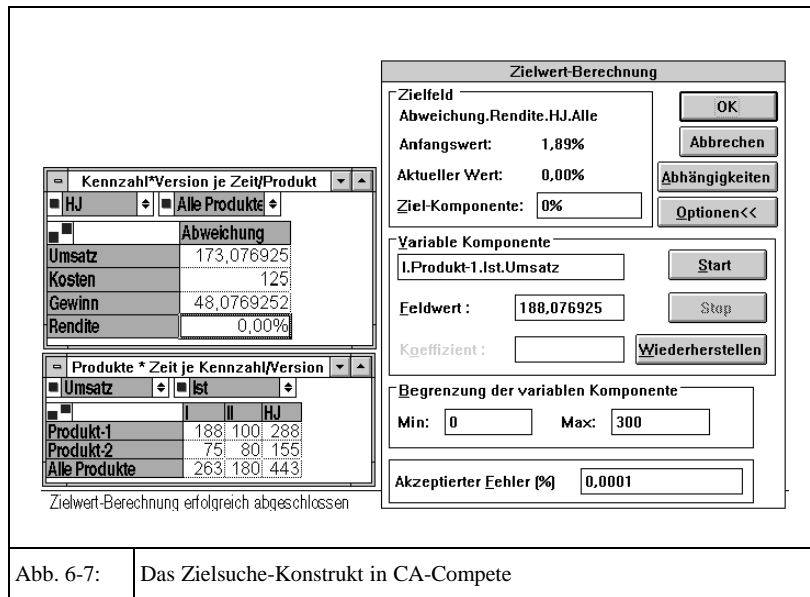 Kennzahl*Version je Zeit/Produkt
HJ Alle Produkte
Abweichung
Umsatz 173,076925
Kosten 125
Gewinn 48,0769252
Rendite 0,00%
Produkte * Zeit je Kennzahl/Version
Umsatz Ist
I II HJ
Produkt-1 188 100 288
Produkt-2 75 80 155
Alle Produkte 263 180 443
Zielwert-Berechnung erfolgreich abgeschlossen
Zielwert-Berechnung
Zielfeld
Abweichung.Rendite.HJ.Alle
Anfangswert: 1,89%
Aktueller Wert: 0,00%
Ziel-Komponente: 0%
OK
Abbrechen
Abhängigkeiten
Optionen<<
Variable Komponente
I.Produkt-1.Ist.Umsatz
Feldwert : 188,076925
Koeffizient :
Start
Stop
Wiederherstellen
Begrenzung der variablen Komponente
Min: 0 Max: 300
Akzeptierter Fehler (%) 0,0001
Abb. 6-7: Das Zielsuche-Konstrukt in CA-Compete